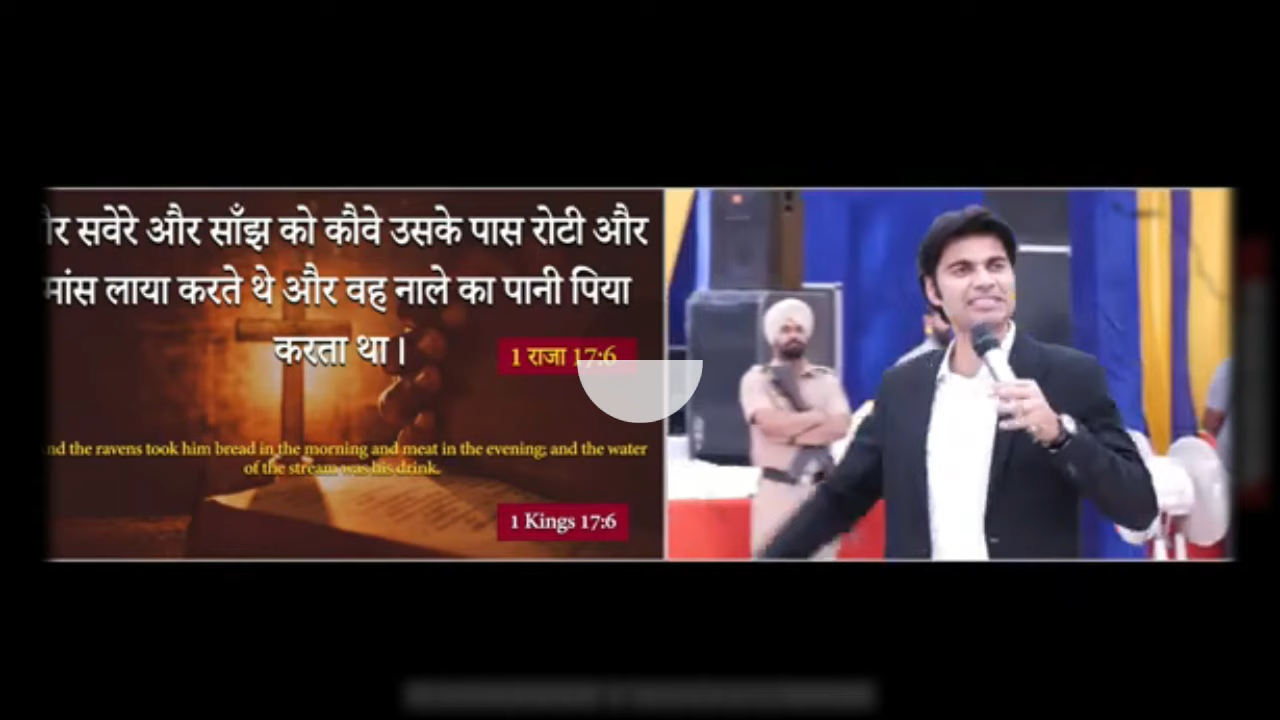 सवेरे और साँझ को कौवे उसके पास रोटी और
मांस लाया करते थे और वह नाले का पानी पिया
करता था।
1 राजा 17:6
And the ravens took him bread in the morning and meat in the evening; and the water
of the stream was his drink.
1 Kings 17:6